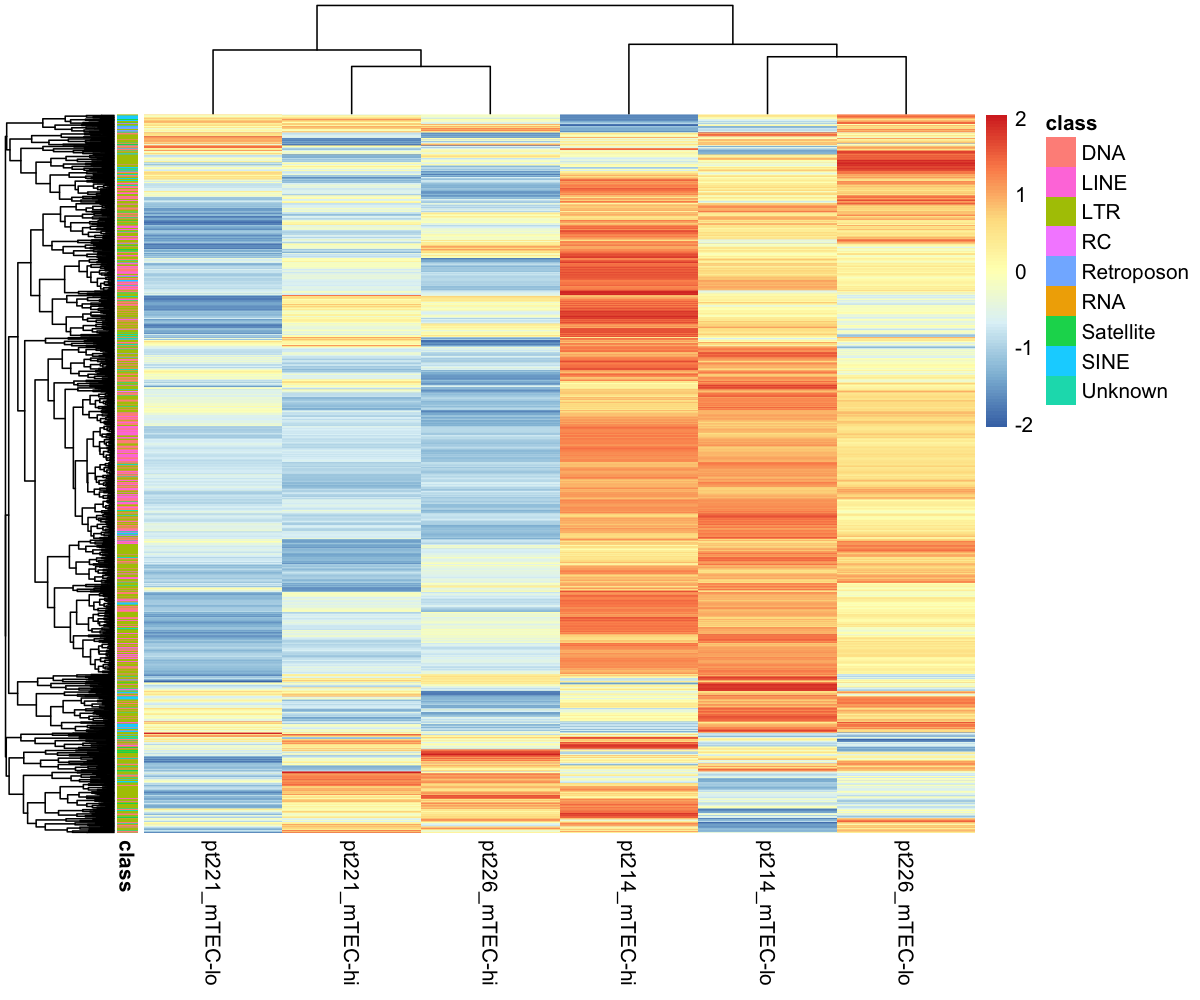 2
1
0
-1
-2
class
DNA
LINE
LTR
RC
Retroposon
RNA
Satellite
SINE
Unknown
class
pt221_mTEC-lo
pt221_mTEC-hi
pt226_mTEC-hi
pt214_mTEC-hi
pt214_mTEC-lo
pt226_mTEC-lo